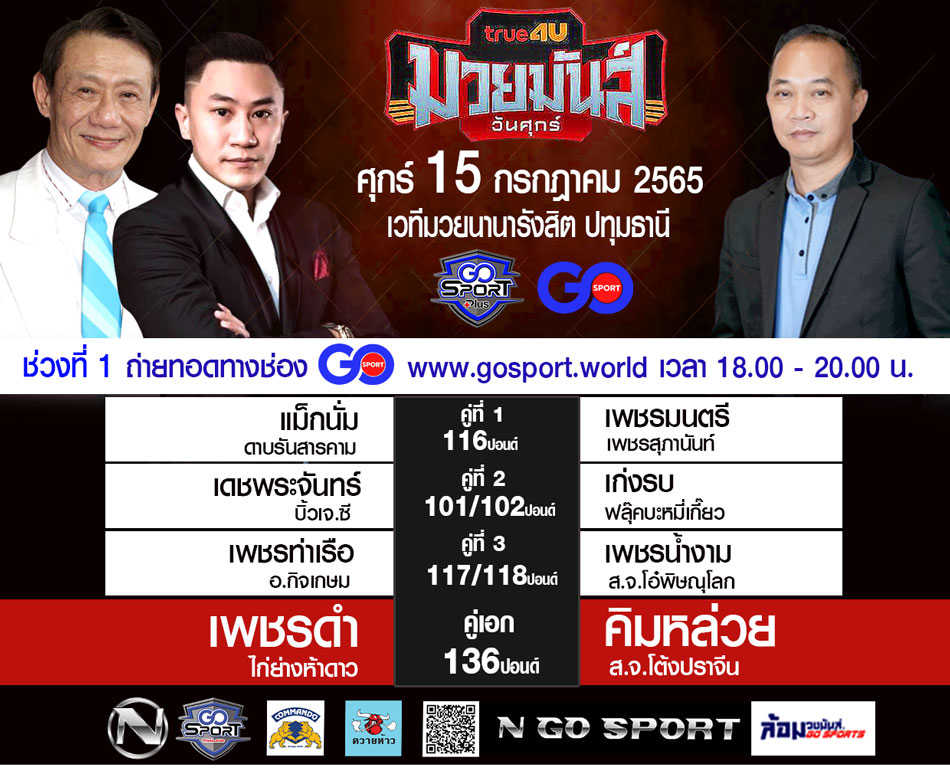 true4U
มวยมันส์
วันศุกร์
ศุกร์ 15 กรกฎาคม 2565
เวทีมวยนานารังสิต ปทุมธานี
GO SPORT Plus GO SPORT
ช่วงที่ 1 ถ่ายทอดทางช่อง GO SPORT www.gosport.world เวลา 18.00 - 20.00 น.
แม็กนั่ม คู่ที่ 1 เพชรมนตรี
ดาบรันสารคาม 116ปอนด์ เพชรสุภานันท์
เดชพระจันทร์ คู่ที่ 2 เก่งรบ
บิ้วเจ.ซี 101/102ปอนด์ ฟลุ๊คบะหมี่เกี๊ยว
เพชรท่าเรือ คู่ที่ 3 เพชรน้ำงาม
อ.กิจเกษม 117/118ปอนด์ ส.จ.โอ๋พิษณุโลก
เพชรดำ คู่เอก คิมหล่วย
ไก่ย่างห้าดาว 136ปอนด์ ส.จ.โต้งปราจีน
N GO SPORT COMMANDO ควายห้าว N GO SPORT ล้อมวงมันส์. GO SPORTS